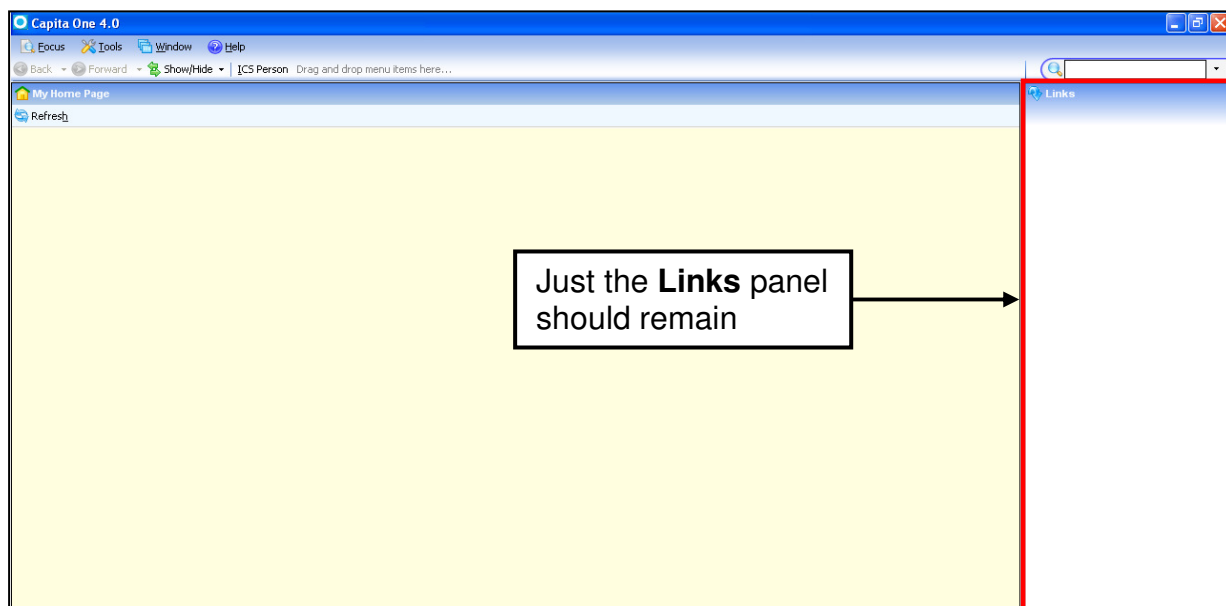 Capita One 4.0
Focus Tools Window Help
Back Forward Show/Hide ICS Person Drag and drop menu items here...
My Home Page
Links
Refresh
Just the Links panel
should remain